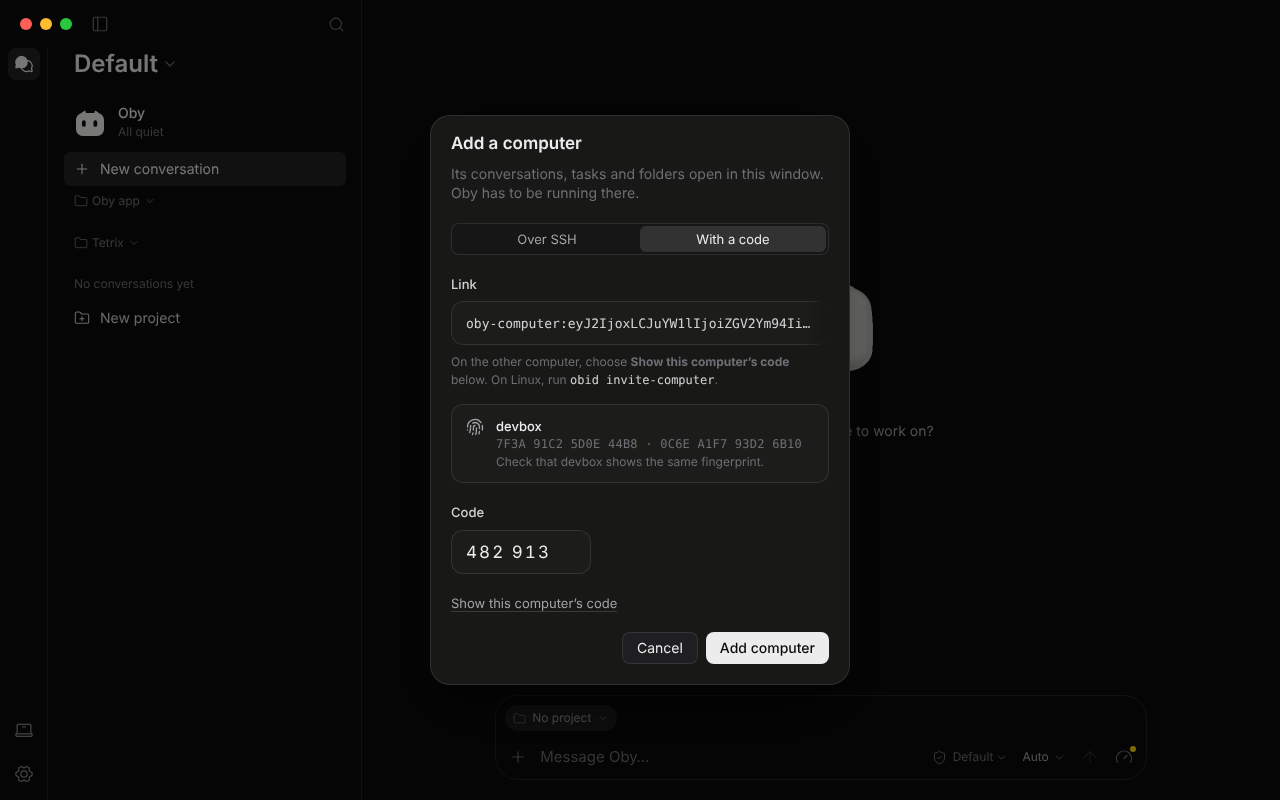 Default
Oby
All quiet
New conversation
Oby app
Tetrix
No conversations yet
New project
Add a computer
Its conversations, tasks and folders open in this window.
Oby has to be running there.
Over SSH
With a code
Link
oby-computer:eyJ2IjoxLCJuYW1lIjoiZGV2Ym94Ii…
On the other computer, choose Show this computer’s code
below. On Linux, run obid invite-computer.
devbox
7F3A 91C2 5D0E 44B8 · 0C6E A1F7 93D2 6B10
Check that devbox shows the same fingerprint.
Code
482 913
Show this computer’s code
Cancel
Add computer
e to work on?
No project
Message Oby...
Default
Auto